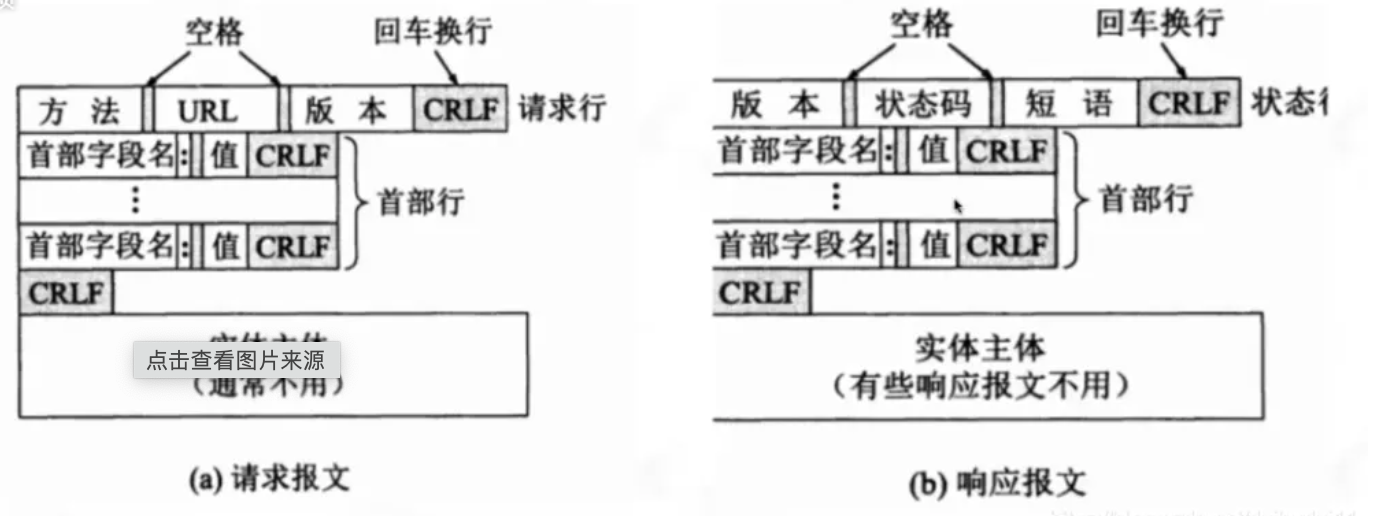 空格 回车换行
方 法 URL 版 本 CRLF 请求行
首部字段名: 值 CRLF
⋮
首部行
首部字段名: 值 CRLF
CRLF
点击查看图片来源
(通常不用)
(a) 请求报文
空格 回车换行
版 本 状态码 短 语 CRLF 状态
首部字段名: 值 CRLF
⋮
首部行
首部字段名: 值 CRLF
CRLF
实体主体
(有些响应报文不用)
(b) 响应报文